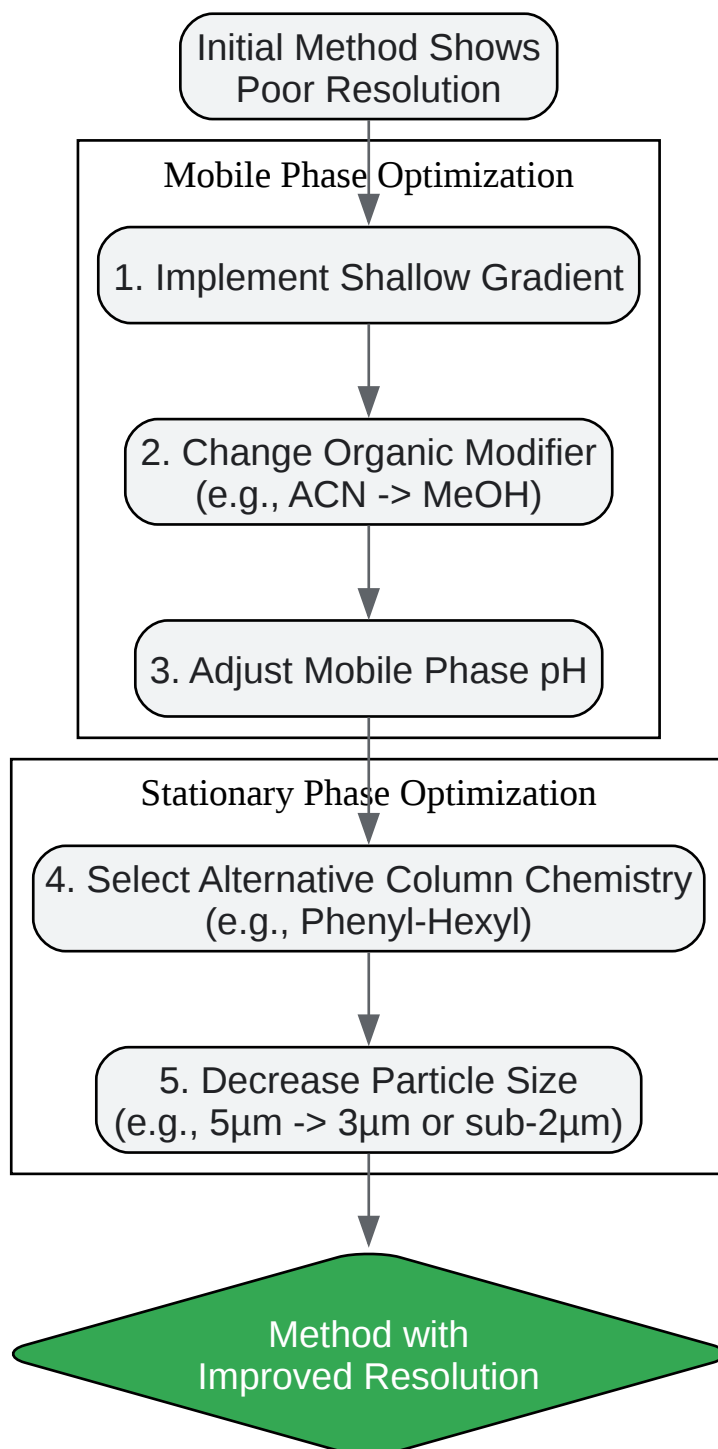 Initial Method Shows
Poor Resolution
Mobile Phase Optimization
1. Implement Shallow Gradient
2. Change Organic Modifier
(e.g., ACN -> MeOH)
3. Adjust Mobile Phase pH
Stationary Phase Optimization
4. Select Alternative Column Chemistry
(e.g., Phenyl-Hexyl)
5. Decrease Particle Size
(e.g., 5µm -> 3µm or sub-2µm)
Method with
Improved Resolution